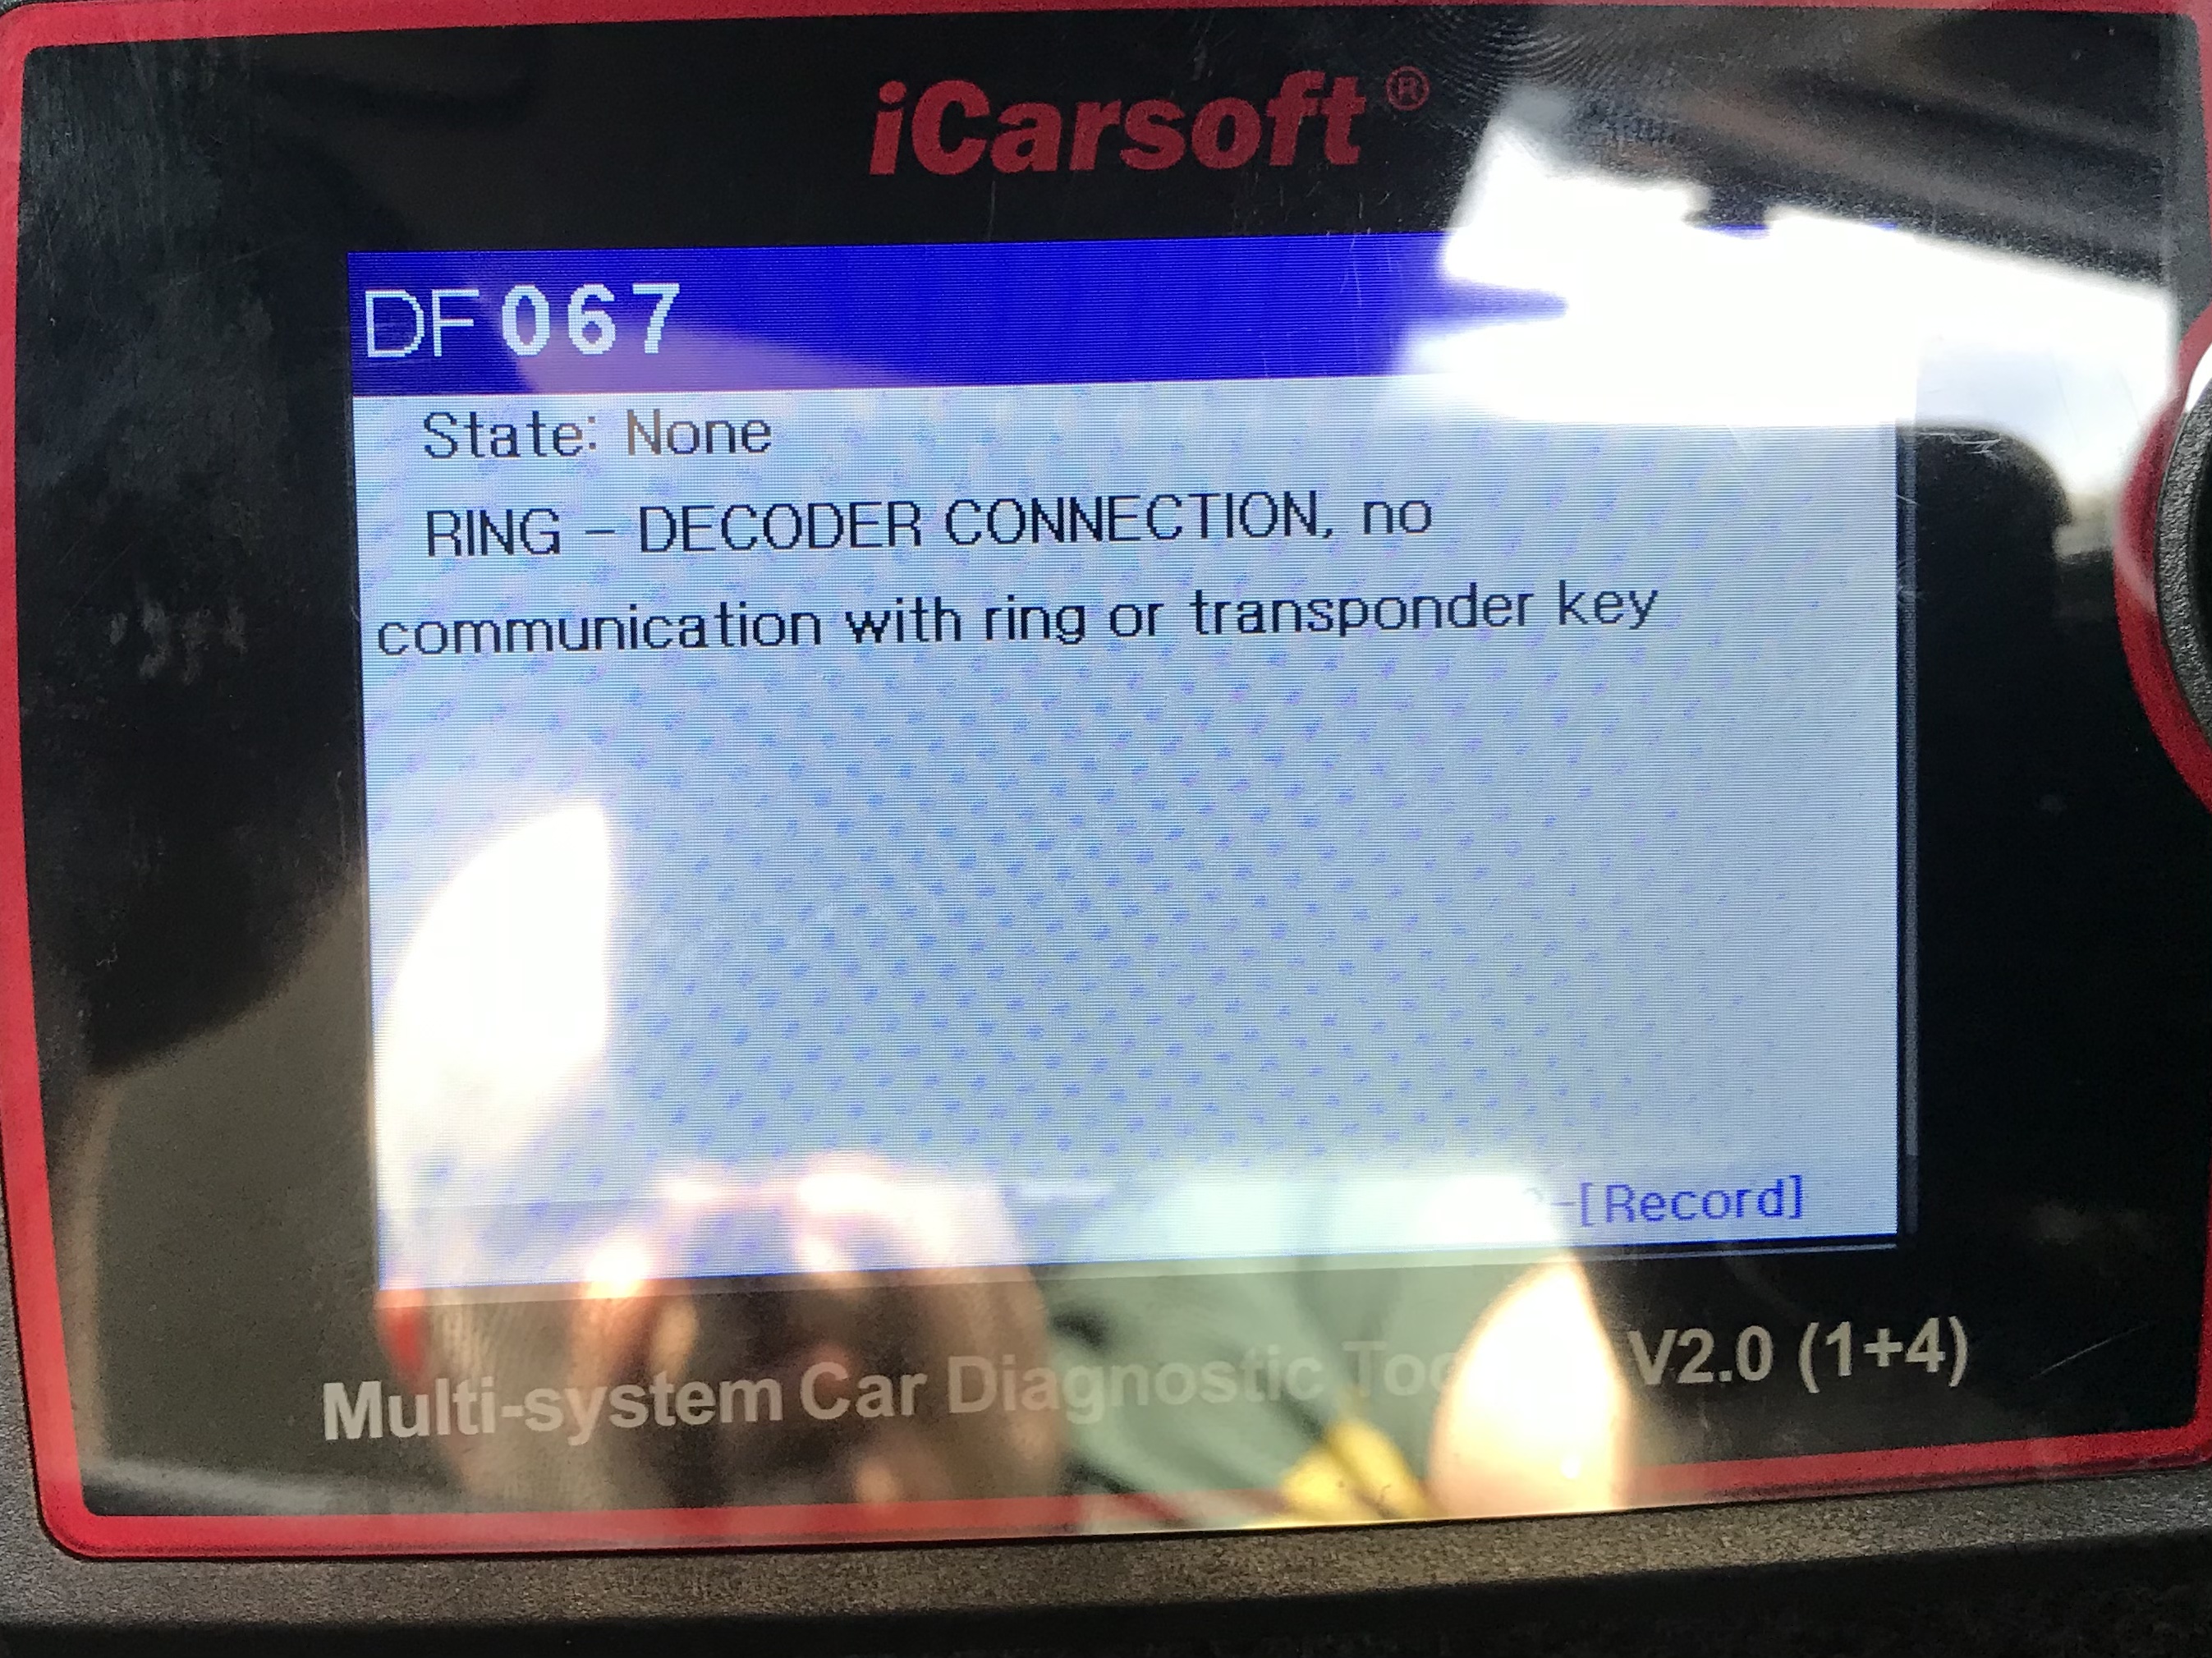 iCarsoft®
DF067
State: None
RING - DECODER CONNECTION, no
communication with ring or transponder key
-[Record]
Multi-system Car Diagnostic V2.0 (1+4)